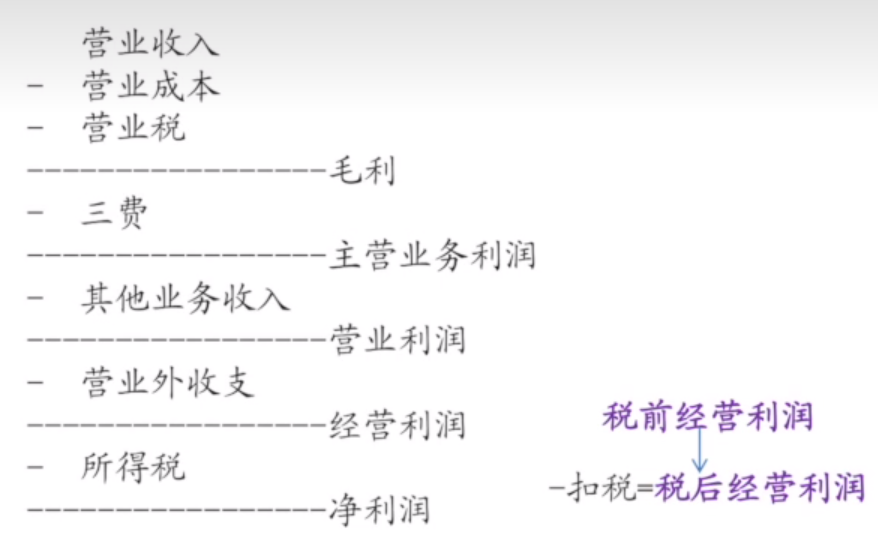 营业收入
- 营业成本
- 营业税
-----------------毛利
- 三费
-----------------主营业务利润
- 其他业务收入
-----------------营业利润
- 营业外收支
-----------------经营利润
税前经营利润
- 所得税
-扣税=税后经营利润
-----------------净利润